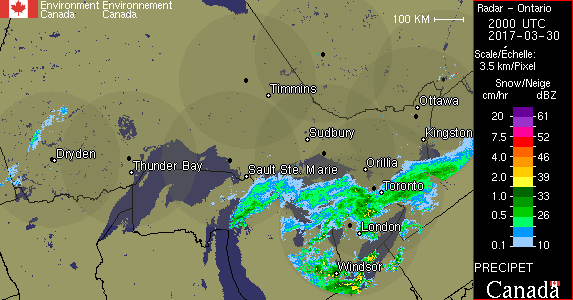 Environment Environnement
Canada Canada
100 KM
Timmins
Ottawa
Sudbury
Kingston
Dryden
Thunder Bay
Sault Ste. Marie
Orillia
Toronto
London
Windsor
Radar - Ontario
2000 UTC
2017-03-30
Scale/Échelle:
3.5 km/Pixel
Snow/Neige
cm/hr dBZ
20 61
7.5 52
4.0 46
2.0 39
1.0 33
0.5 26
0.1 10
PRECIPET
Canada